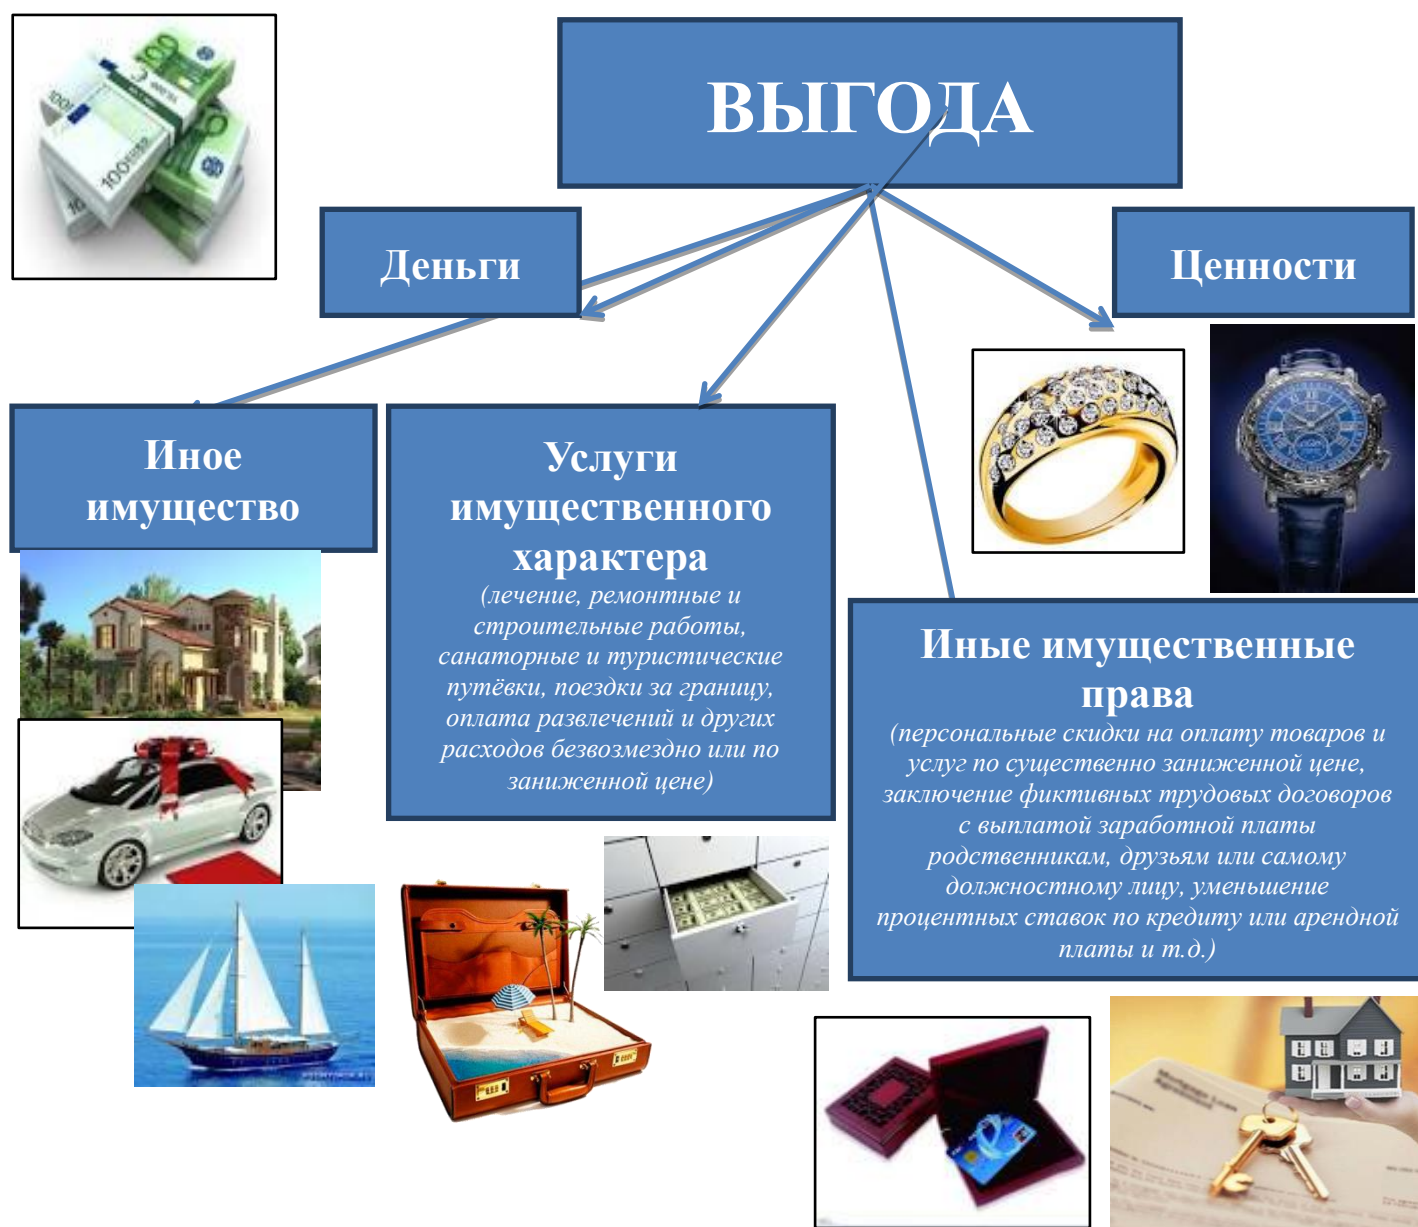 ВЫГОДА
Деньги
Ценности
Иное
имущество
Услуги
имущественного
характера
(лечение, ремонтные и
строительные работы,
санаторные и туристические
путёвки, поездки за границу,
оплата развлечений и других
расходов безвозмездно или по
заниженной цене)
Иные имущественные
права
(персональные скидки на оплату товаров и
услуг по существенно заниженной цене,
заключение фиктивных трудовых договоров
с выплатой заработной платы
родственникам, друзьям или самому
должностному лицу, уменьшение
процентных ставок по кредиту или арендной
платы и т.д.)
100
100 EURO